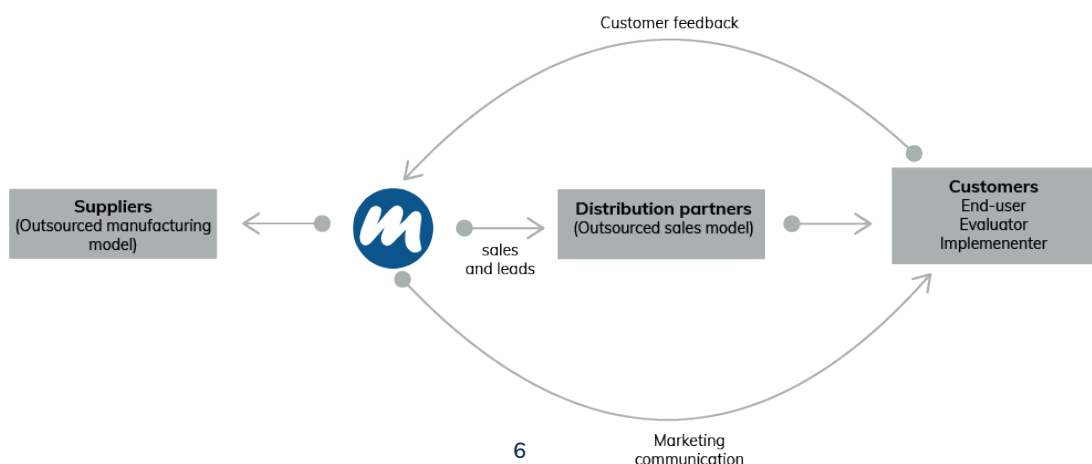 Customer feedback
Suppliers
(Outsourced manufacturing
model)
m
sales
and leads
Distribution partners
(Outsourced sales model)
Customers
End-user
Evaluator
Implemenenter
Marketing
communication
6